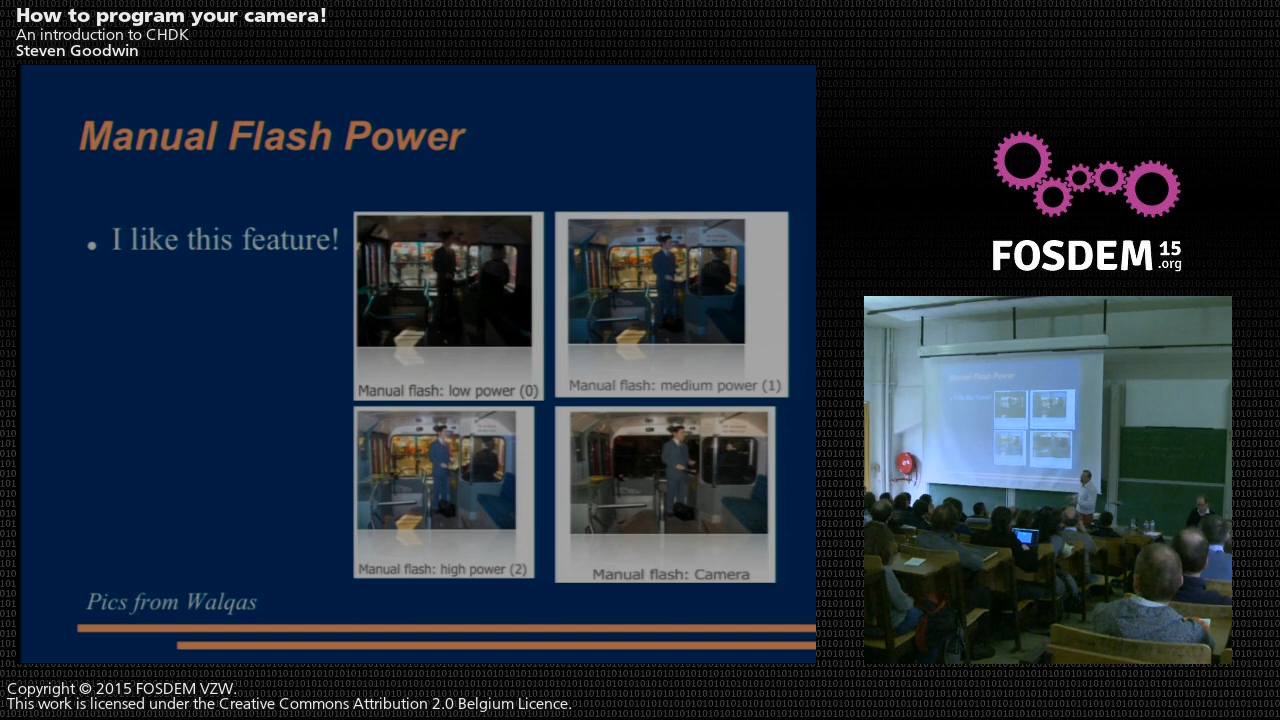 How to program your camera!
An introduction to CHDK
Steven Goodwin
Manual Flash Power
• I like this feature!
Manual flash: low power (0)
Manual flash: medium power (1)
Manual flash: high power (2)
Manual flash: Camera
Pics from Walqas
FOSDEM 15
.org
Manual Flash Power
Copyright © 2015 FOSDEM VZW.
This work is licensed under the Creative Commons Attribution 2.0 Belgium Licence.